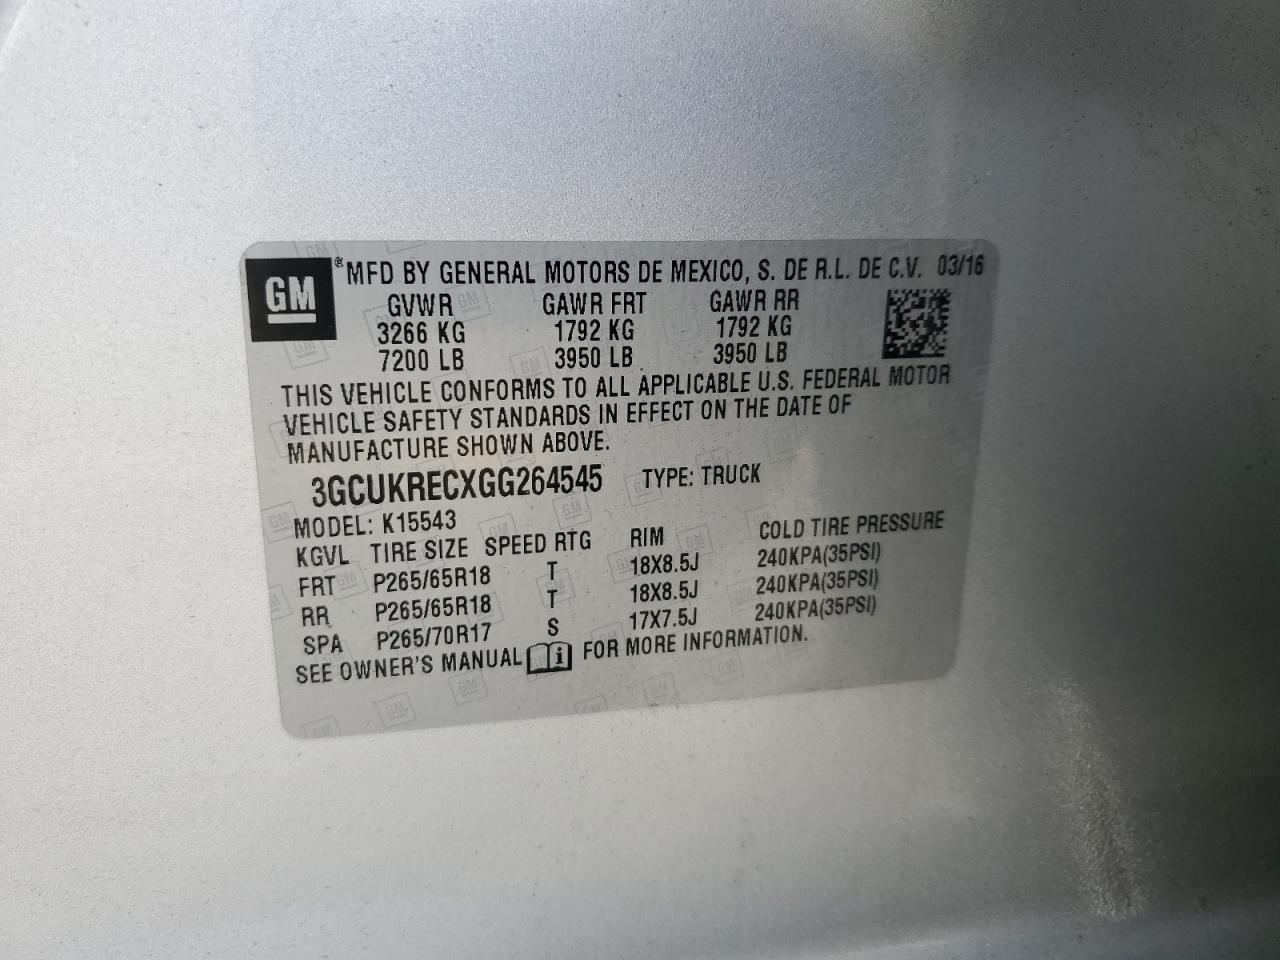 GM ® MFD BY GENERAL MOTORS DE MEXICO, S. DE R.L. DE C.V. 03/16
GVWR GAWR FRT GAWR RR
3266 KG 1792 KG 1792 KG
7200 LB 3950 LB 3950 LB
THIS VEHICLE CONFORMS TO ALL APPLICABLE U.S. FEDERAL MOTOR
VEHICLE SAFETY STANDARDS IN EFFECT ON THE DATE OF
MANUFACTURE SHOWN ABOVE.
3GCUKRECXGG264545 TYPE: TRUCK
MODEL: K15543
KGVL TIRE SIZE SPEED RTG RIM COLD TIRE PRESSURE
FRT P265/65R18 T 18X8.5J 240KPA(35PSI)
RR P265/65R18 T 18X8.5J 240KPA(35PSI)
SPA P265/70R17 S 17X7.5J 240KPA(35PSI)
SEE OWNER'S MANUAL i FOR MORE INFORMATION.